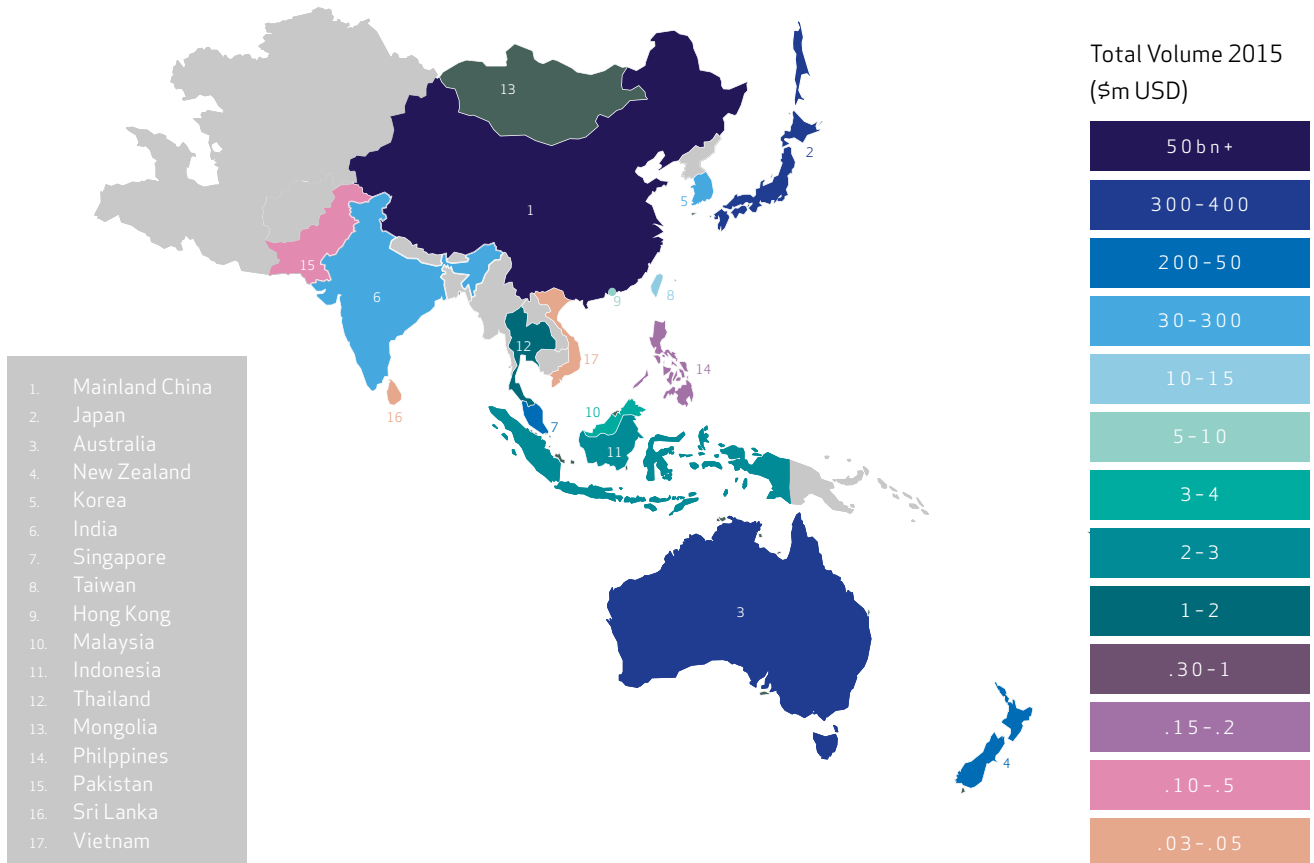 Total Volume 2015
($m USD)
50bn+
300-400
200-50
30-300
10-15
5-10
3-4
2-3
1-2
.30-1
.15-.2
.10-.5
.03-.05
13
2
1
5
15
6
9
8
12
17
14
16
10
7
11
3
4
1. Mainland China
2. Japan
3. Australia
4. New Zealand
5. Korea
6. India
7. Singapore
8. Taiwan
9. Hong Kong
10. Malaysia
11. Indonesia
12. Thailand
13. Mongolia
14. Philppines
15. Pakistan
16. Sri Lanka
17. Vietnam